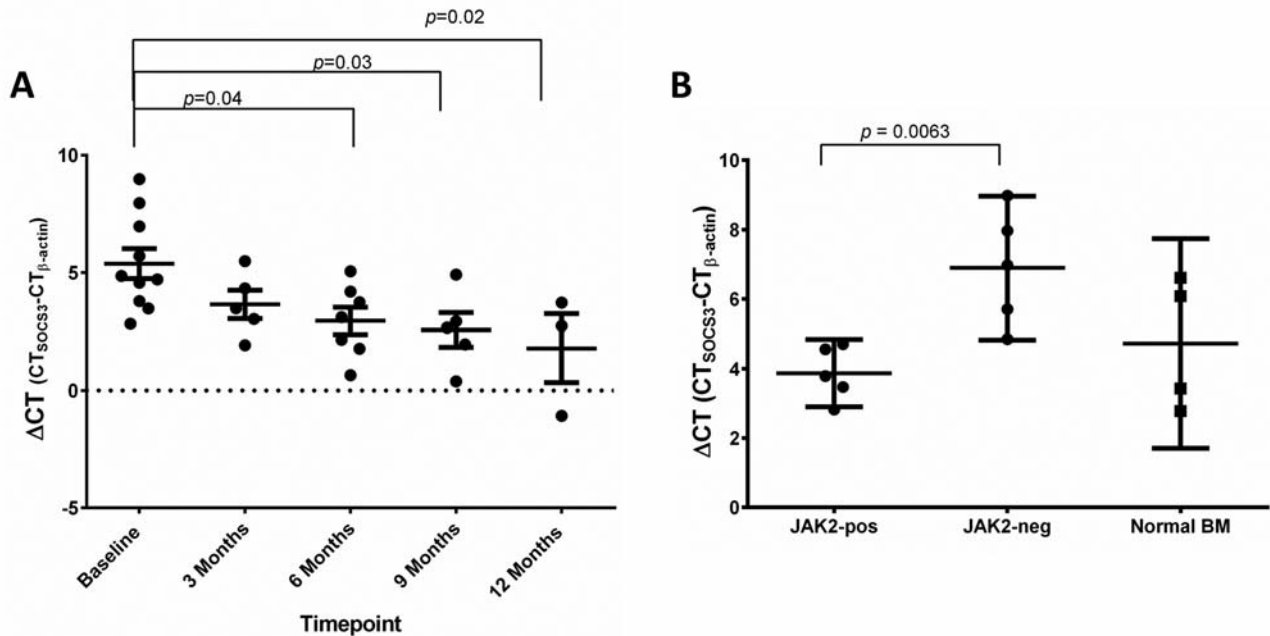 A
p=0.02
p=0.03
p=0.04
ΔCT (CTSOCS3-CTβ-actin)
10
5
0
-5
Baseline
3 Months
6 Months
9 Months
12 Months
Timepoint
B
p = 0.0063
ΔCT (CTSOCS3-CTβ-actin)
10
8
6
4
2
0
JAK2-pos
JAK2-neg
Normal BM